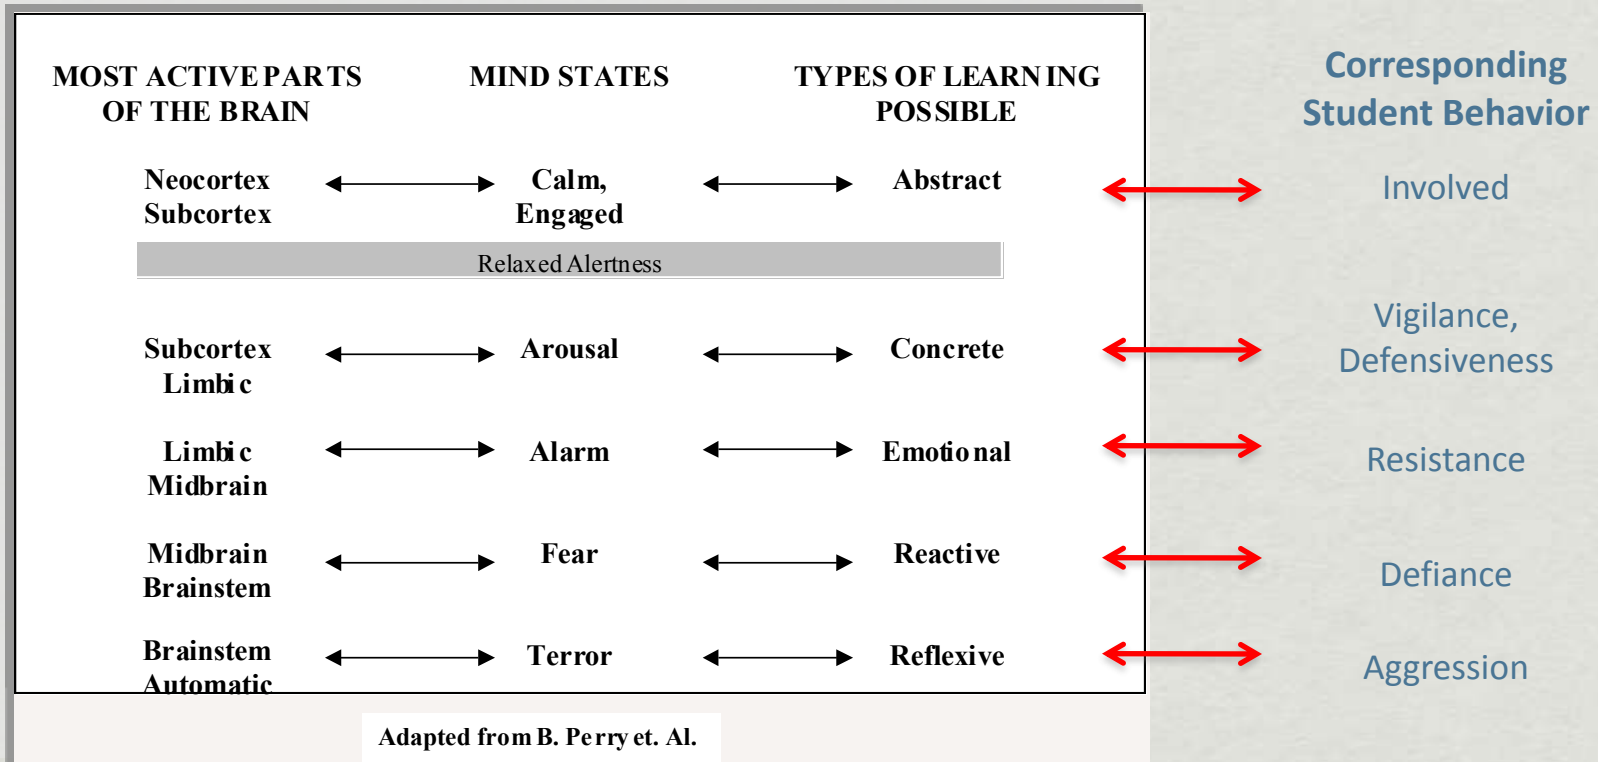 MOST ACTIVE PARTS OF THE BRAIN
MIND STATES
TYPES OF LEARNING POSSIBLE
Corresponding Student Behavior
Neocortex Subcortex
Calm, Engaged
Abstract
Involved
Relaxed Alertness
Subcortex Limbic
Arousal
Concrete
Vigilance, Defensiveness
Limbic Midbrain
Alarm
Emotional
Resistance
Midbrain Brainstem
Fear
Reactive
Defiance
Brainstem Automatic
Terror
Reflexive
Aggression
Adapted from B. Perry et. Al.